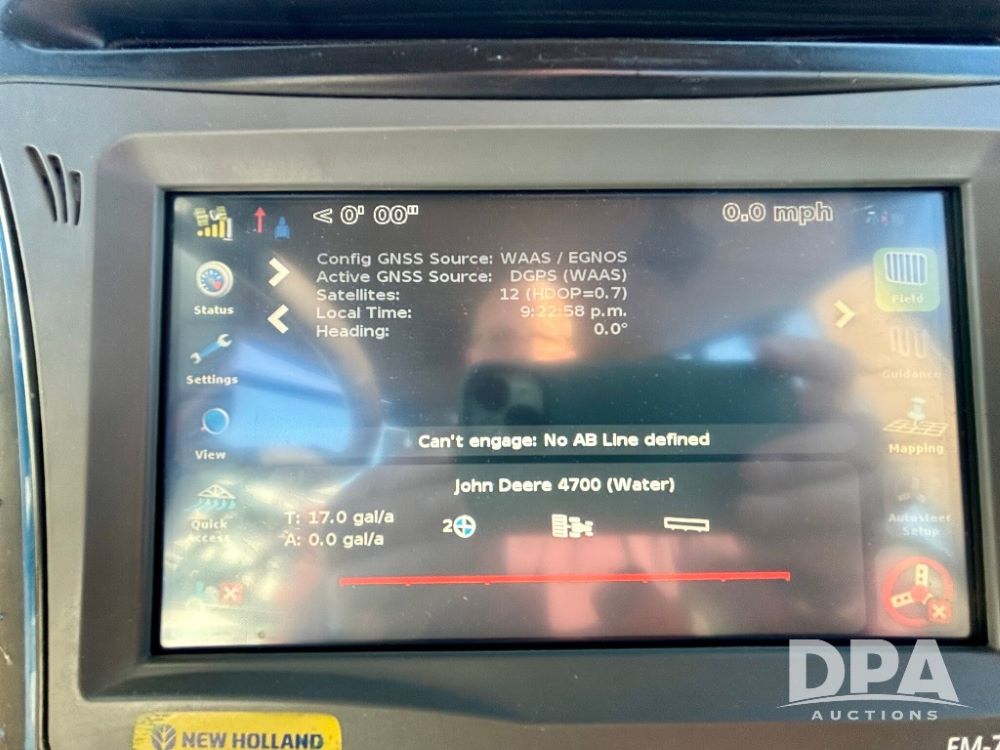 < 0' 00"
0.0 mph
Config GNSS Source: WAAS / EGNOS
Active GNSS Source: DGPS (WAAS)
Satellites: 12 (HDOP=0.7)
Local Time: 9:22:58 p.m.
Heading: 0.0°
Status
Settings
View
Quick
Access
Field
Guidance
Mapping
Autosteer
Setup
Can't engage: No AB Line defined
John Deere 4700 (Water)
T: 17.0 gal/a
A: 0.0 gal/a
2
DPA
AUCTIONS
NEW HOLLAND